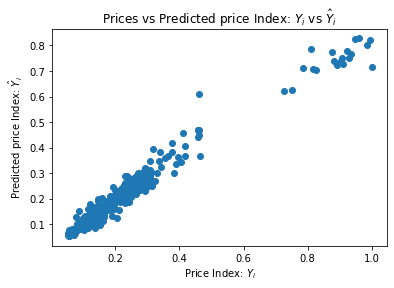 Prices vs Predicted price Index: Yᵢ vs Ŷᵢ
Predicted price Index: Ŷᵢ
0.8
0.7
0.6
0.5
0.4
0.3
0.2
0.1
0.2 0.4 0.6 0.8 1.0
Price Index: Yᵢ